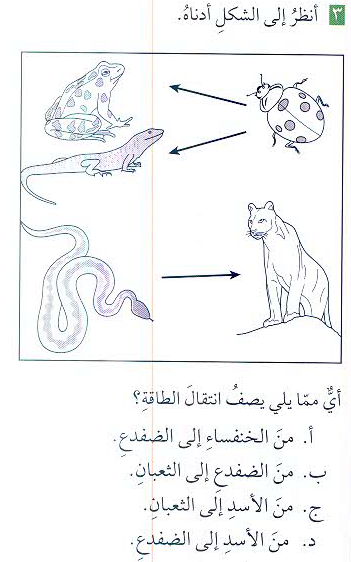 ٣ أنظرُ إلى الشكلِ أدناهُ.
أيٌّ ممّا يلي يصفُ انتقالَ الطاقةِ؟
أ. منَ الخنفساءِ إلى الضفدعِ.
ب. منَ الضفدعِ إلى الثعبانِ.
ج. منَ الأسدِ إلى الثعبانِ.
د. منَ الأسدِ إلى الضفدعِ.